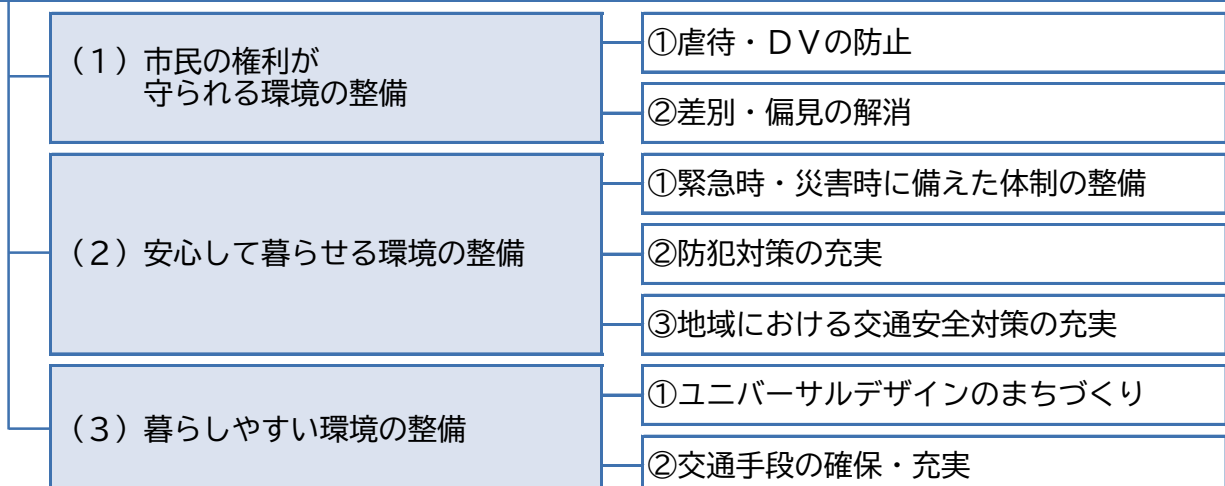 （１）市民の権利が
守られる環境の整備
①虐待・ＤＶの防止
②差別・偏見の解消
（２）安心して暮らせる環境の整備
①緊急時・災害時に備えた体制の整備
②防犯対策の充実
③地域における交通安全対策の充実
（３）暮らしやすい環境の整備
①ユニバーサルデザインのまちづくり
②交通手段の確保・充実